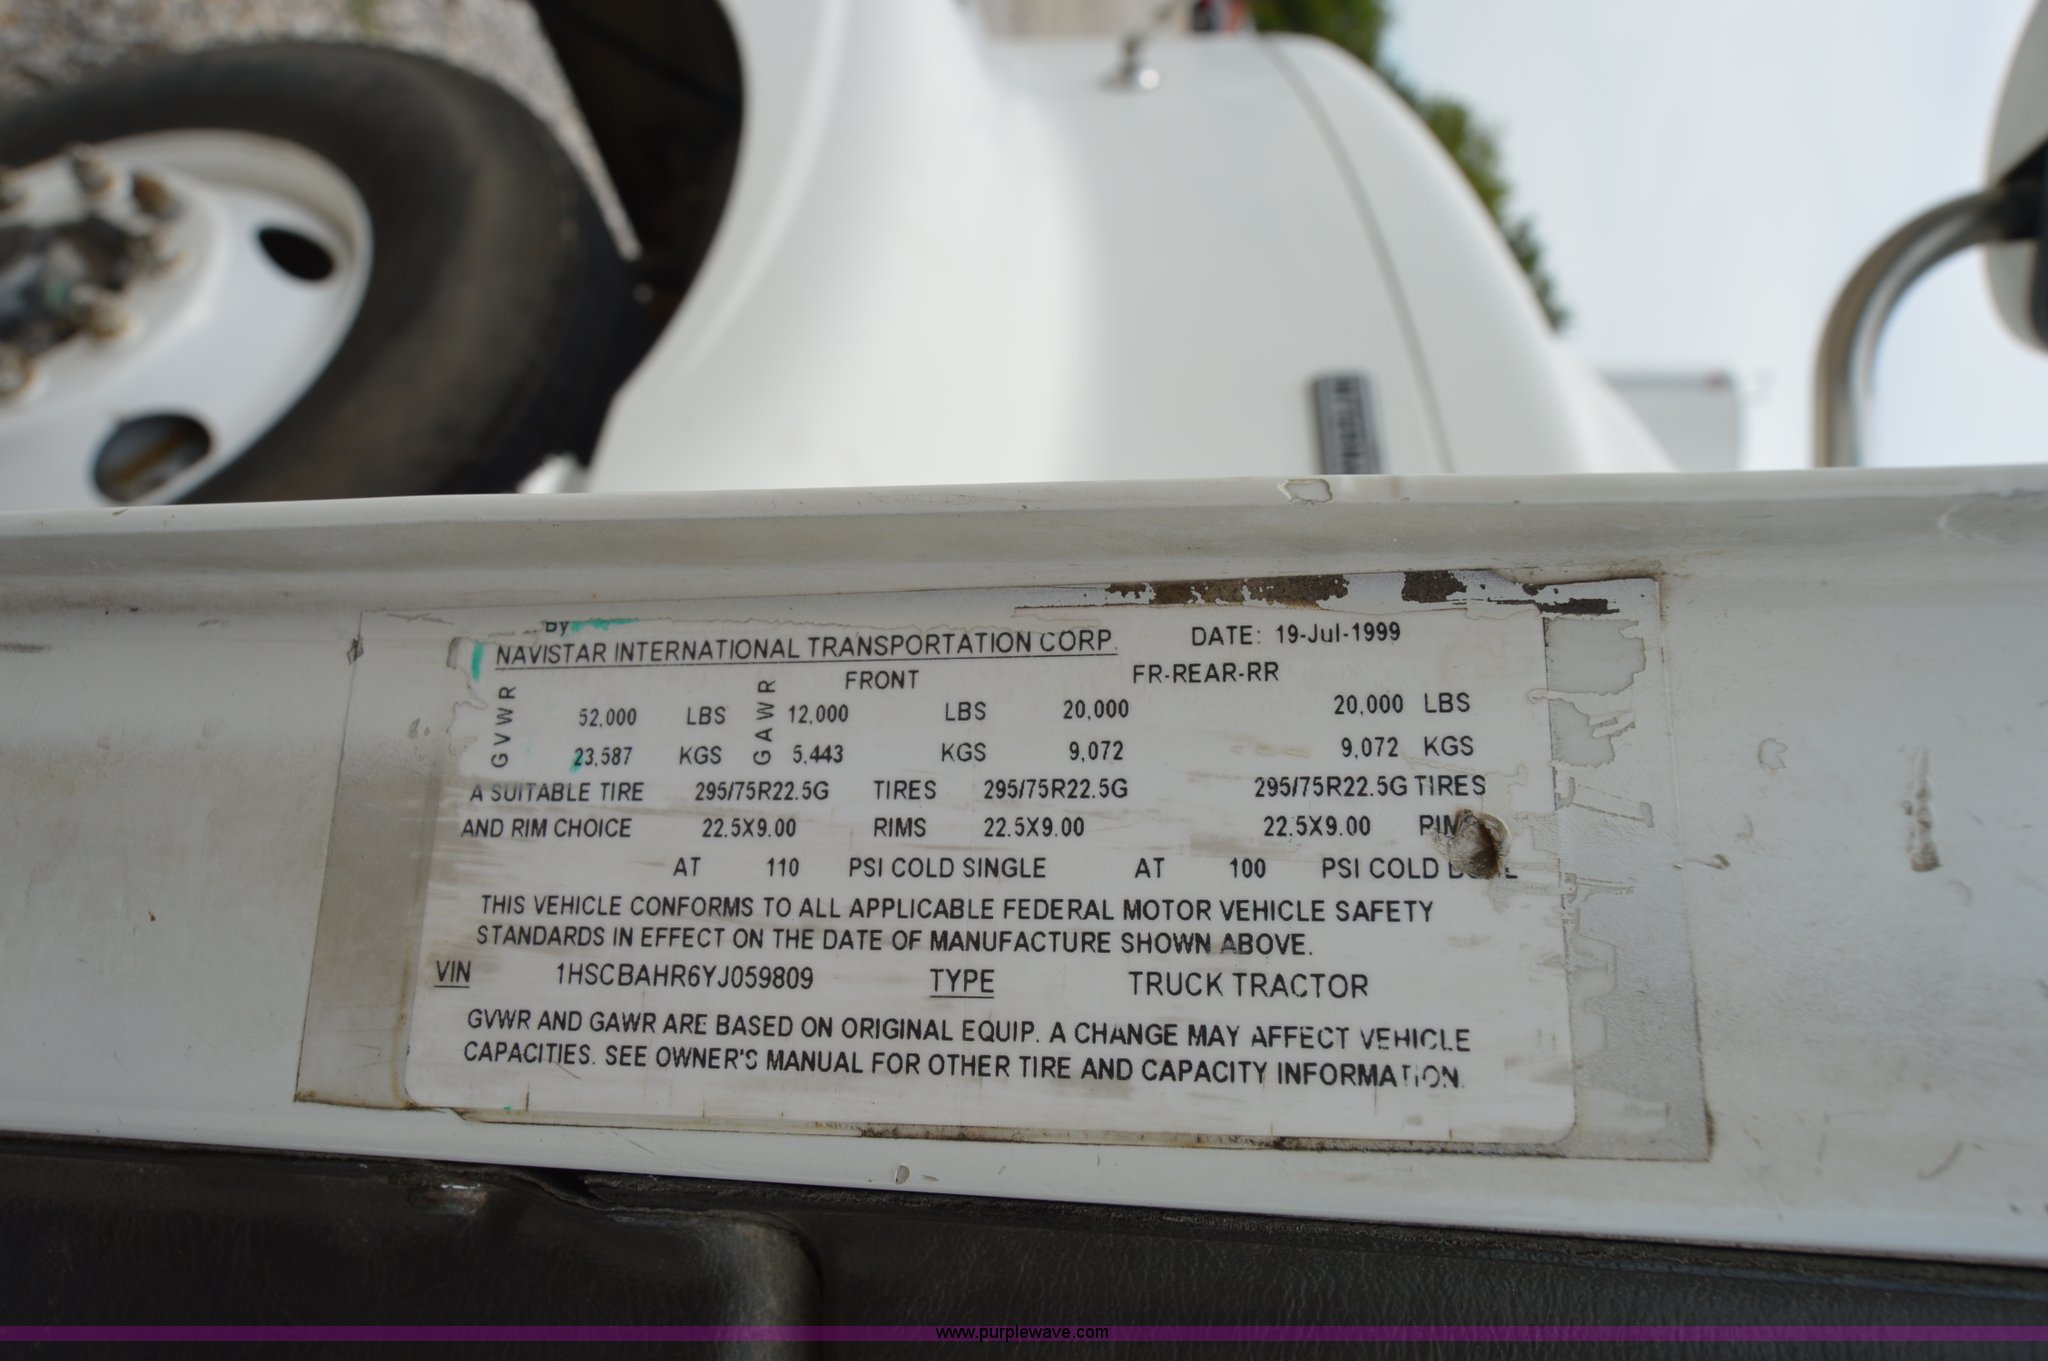 By
NAVISTAR INTERNATIONAL TRANSPORTATION CORP. DATE: 19-Jul-1999
FRONT FR-REAR-RR
GVWR 52,000 LBS GAWR 12,000 LBS 20,000 20,000 LBS
23,587 KGS 5,443 KGS 9,072 9,072 KGS
A SUITABLE TIRE 295/75R22.5G TIRES 295/75R22.5G 295/75R22.5G TIRES
AND RIM CHOICE 22.5X9.00 RIMS 22.5X9.00 22.5X9.00 RIMS
AT 110 PSI COLD SINGLE AT 100 PSI COLD DUAL
THIS VEHICLE CONFORMS TO ALL APPLICABLE FEDERAL MOTOR VEHICLE SAFETY
STANDARDS IN EFFECT ON THE DATE OF MANUFACTURE SHOWN ABOVE.
VIN 1HSCBAHR6YJ059809 TYPE TRUCK TRACTOR
GVWR AND GAWR ARE BASED ON ORIGINAL EQUIP. A CHANGE MAY AFFECT VEHICLE
CAPACITIES. SEE OWNER'S MANUAL FOR OTHER TIRE AND CAPACITY INFORMATION.
www.purplewave.com